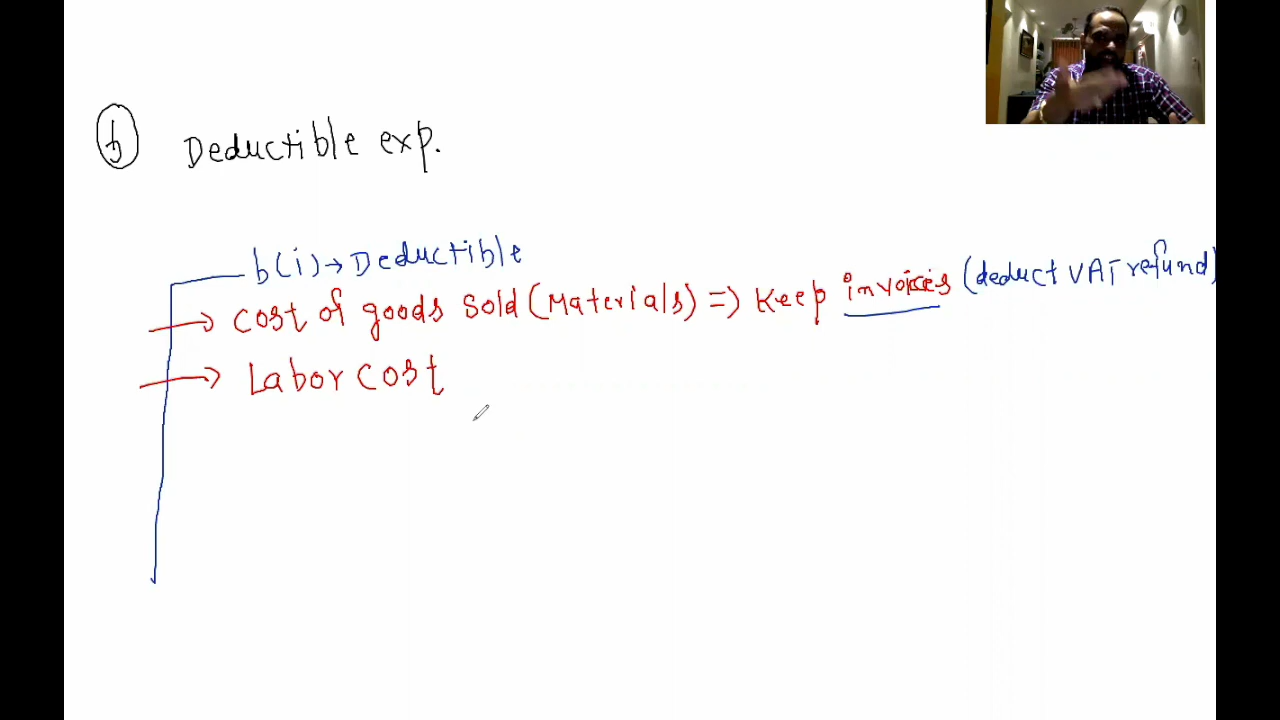 b Deductible exp.
b(i)→Deductible
→ Cost of goods sold (Materials) => Keep invoices (deduct VAT refund)
→ Labor cost